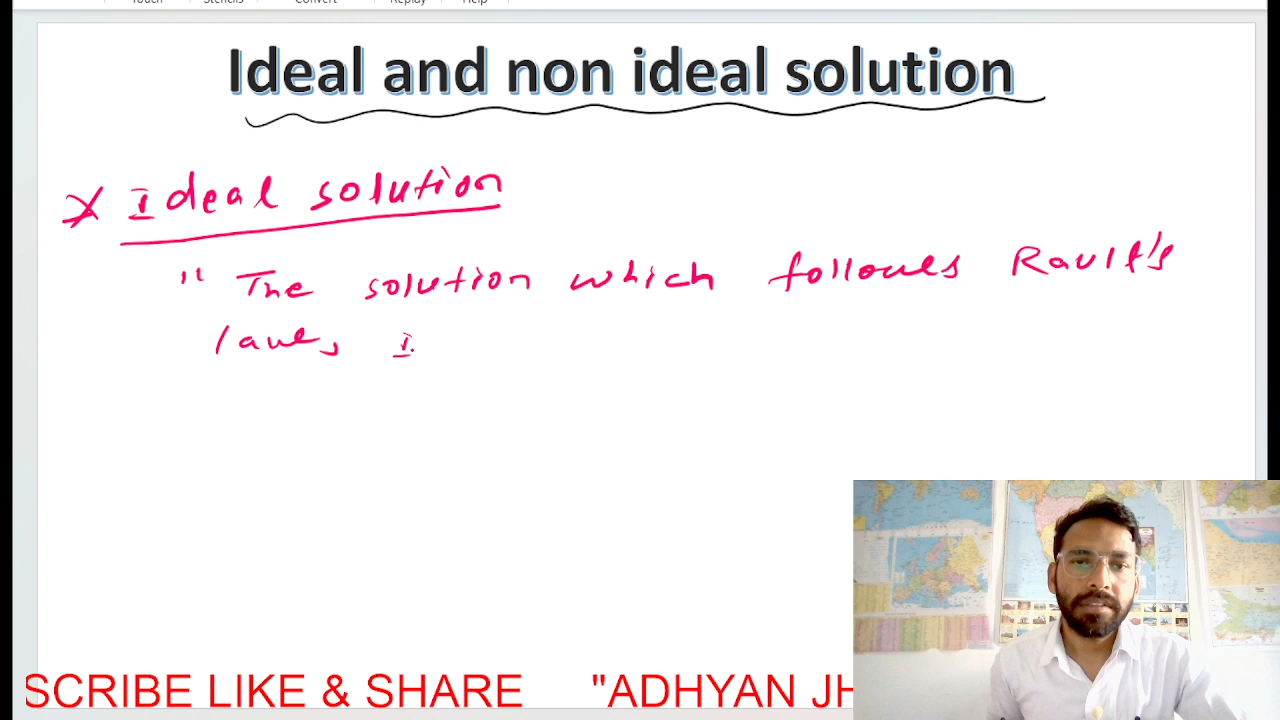 Touch Stencils Convert Replay Help
Ideal and non ideal solution
Ideal solution
" The solution which follows Rault's
laws, I.
SCRIBE LIKE & SHARE "ADHYAN JH